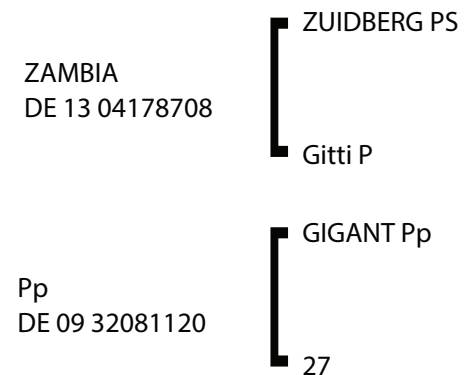 ZUIDBERG PS
ZAMBIA
DE 13 04178708
Gitti P
GIGANT Pp
Pp
DE 09 32081120
27